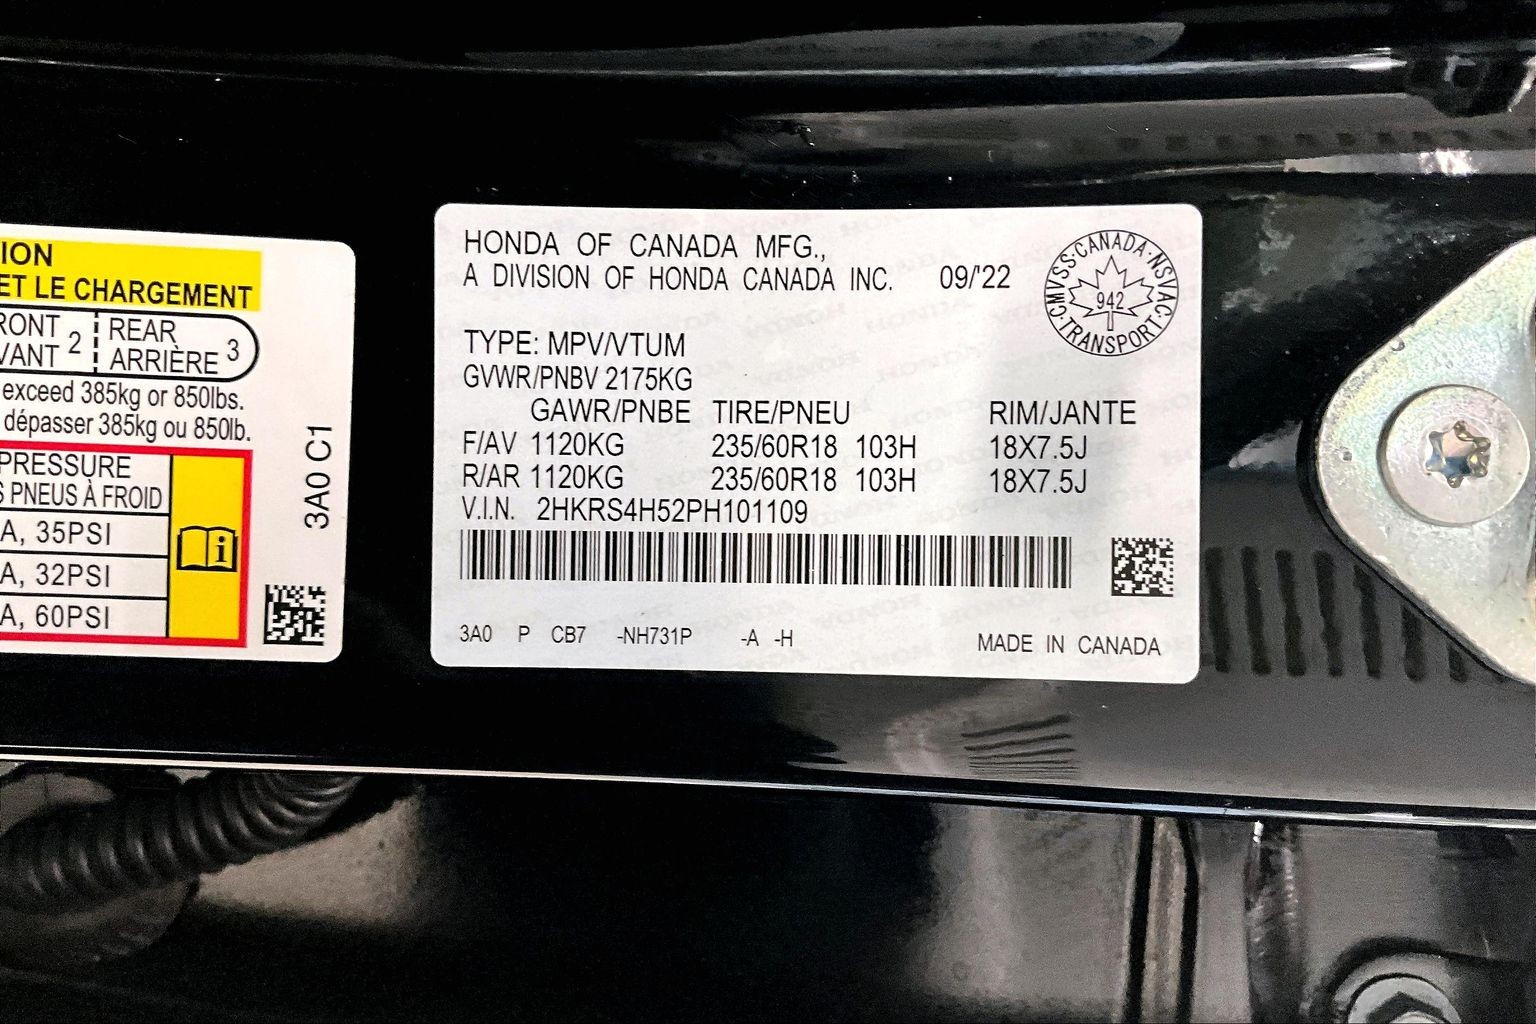 ION
ET LE CHARGEMENT
RONT 2 REAR 3
VANT ARRIÈRE
exceed 385kg or 850lbs.
dépasser 385kg ou 850lb.
PRESSURE
S PNEUS À FROID
A, 35PSI
A, 32PSI
A, 60PSI
3A0 C1
HONDA OF CANADA MFG.,
A DIVISION OF HONDA CANADA INC. 09/'22
CMVSS·CANADA·NSVAC·TRANSPORT·
942
TYPE: MPV/VTUM
GVWR/PNBV 2175KG
GAWR/PNBE TIRE/PNEU RIM/JANTE
F/AV 1120KG 235/60R18 103H 18X7.5J
R/AR 1120KG 235/60R18 103H 18X7.5J
V.I.N. 2HKRS4H52PH101109
3A0 P CB7 -NH731P -A -H MADE IN CANADA